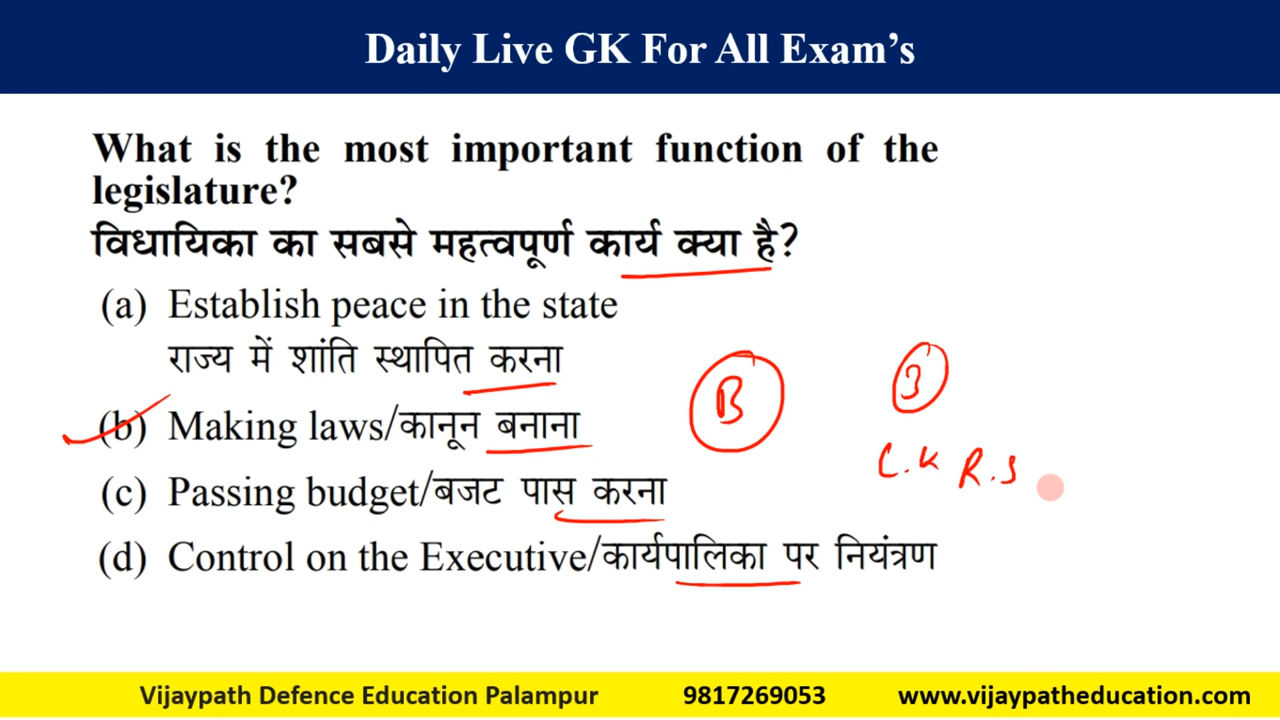 Daily Live GK For All Exam's
What is the most important function of the
legislature?
विधायिका का सबसे महत्वपूर्ण कार्य क्या है?
(a) Establish peace in the state
राज्य में शांति स्थापित करना
(b) Making laws/कानून बनाना
(c) Passing budget/बजट पास करना
(d) Control on the Executive/कार्यपालिका पर नियंत्रण
B
3
R.S
Vijaypath Defence Education Palampur 9817269053 www.vijaypatheducation.com